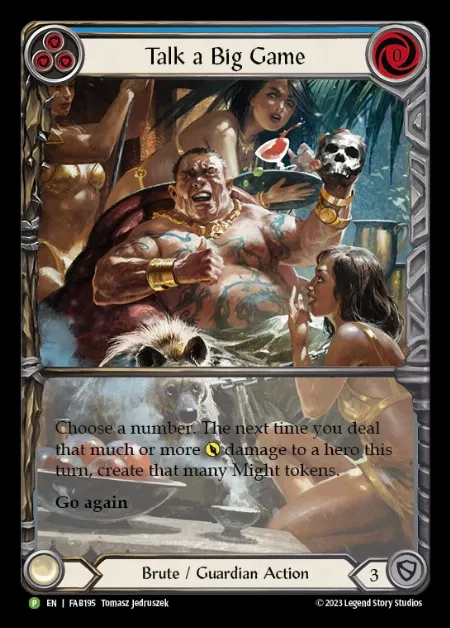 Talk a Big Game
0
Choose a number. The next time you deal
that much or more damage to a hero this
turn, create that many Might tokens.
Go again
Brute / Guardian Action
3
P EN | FAB195 Tomasz Jedruszek
© 2023 Legend Story Studios